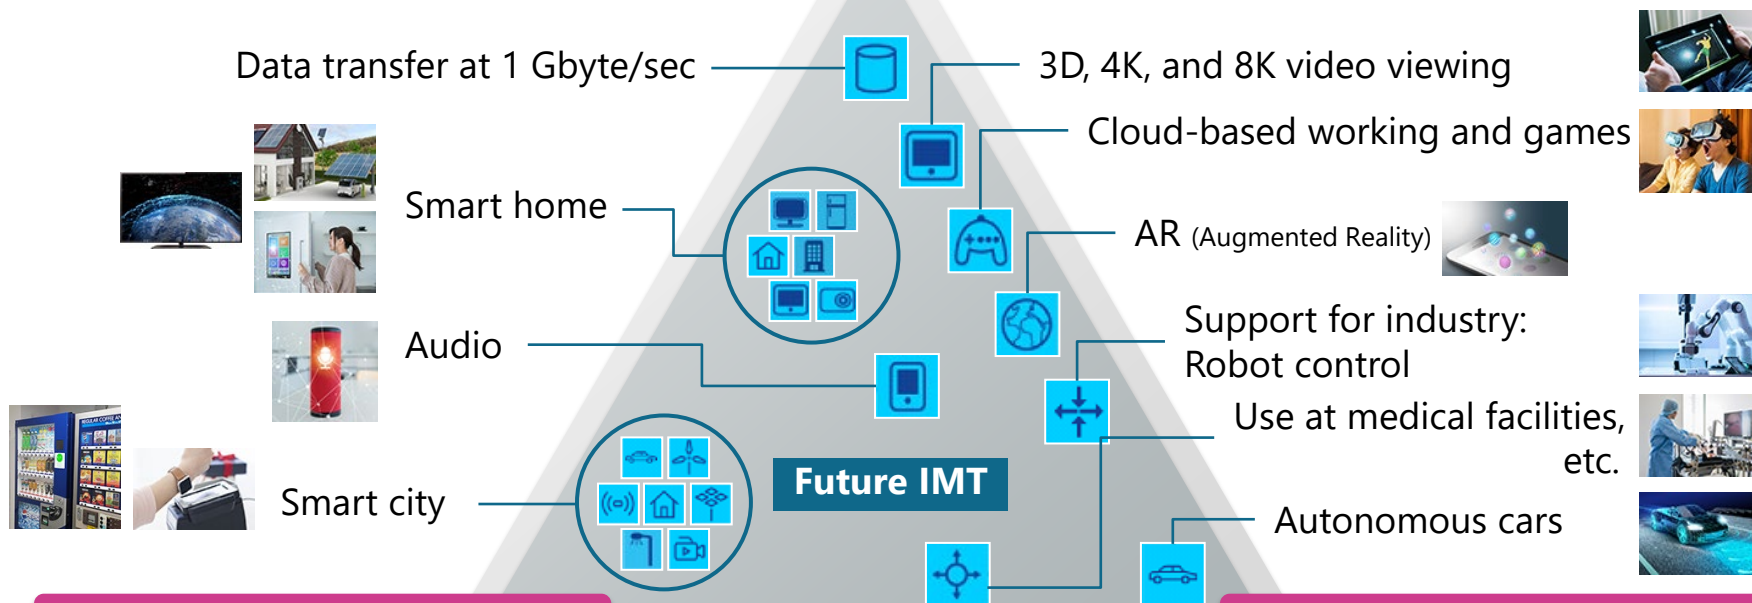 Data transfer at 1 Gbyte/sec
3D, 4K, and 8K video viewing
Cloud-based working and games
Smart home
AR (Augmented Reality)
Audio
Support for industry:
Robot control
Use at medical facilities,
etc.
Future IMT
Smart city
Autonomous cars